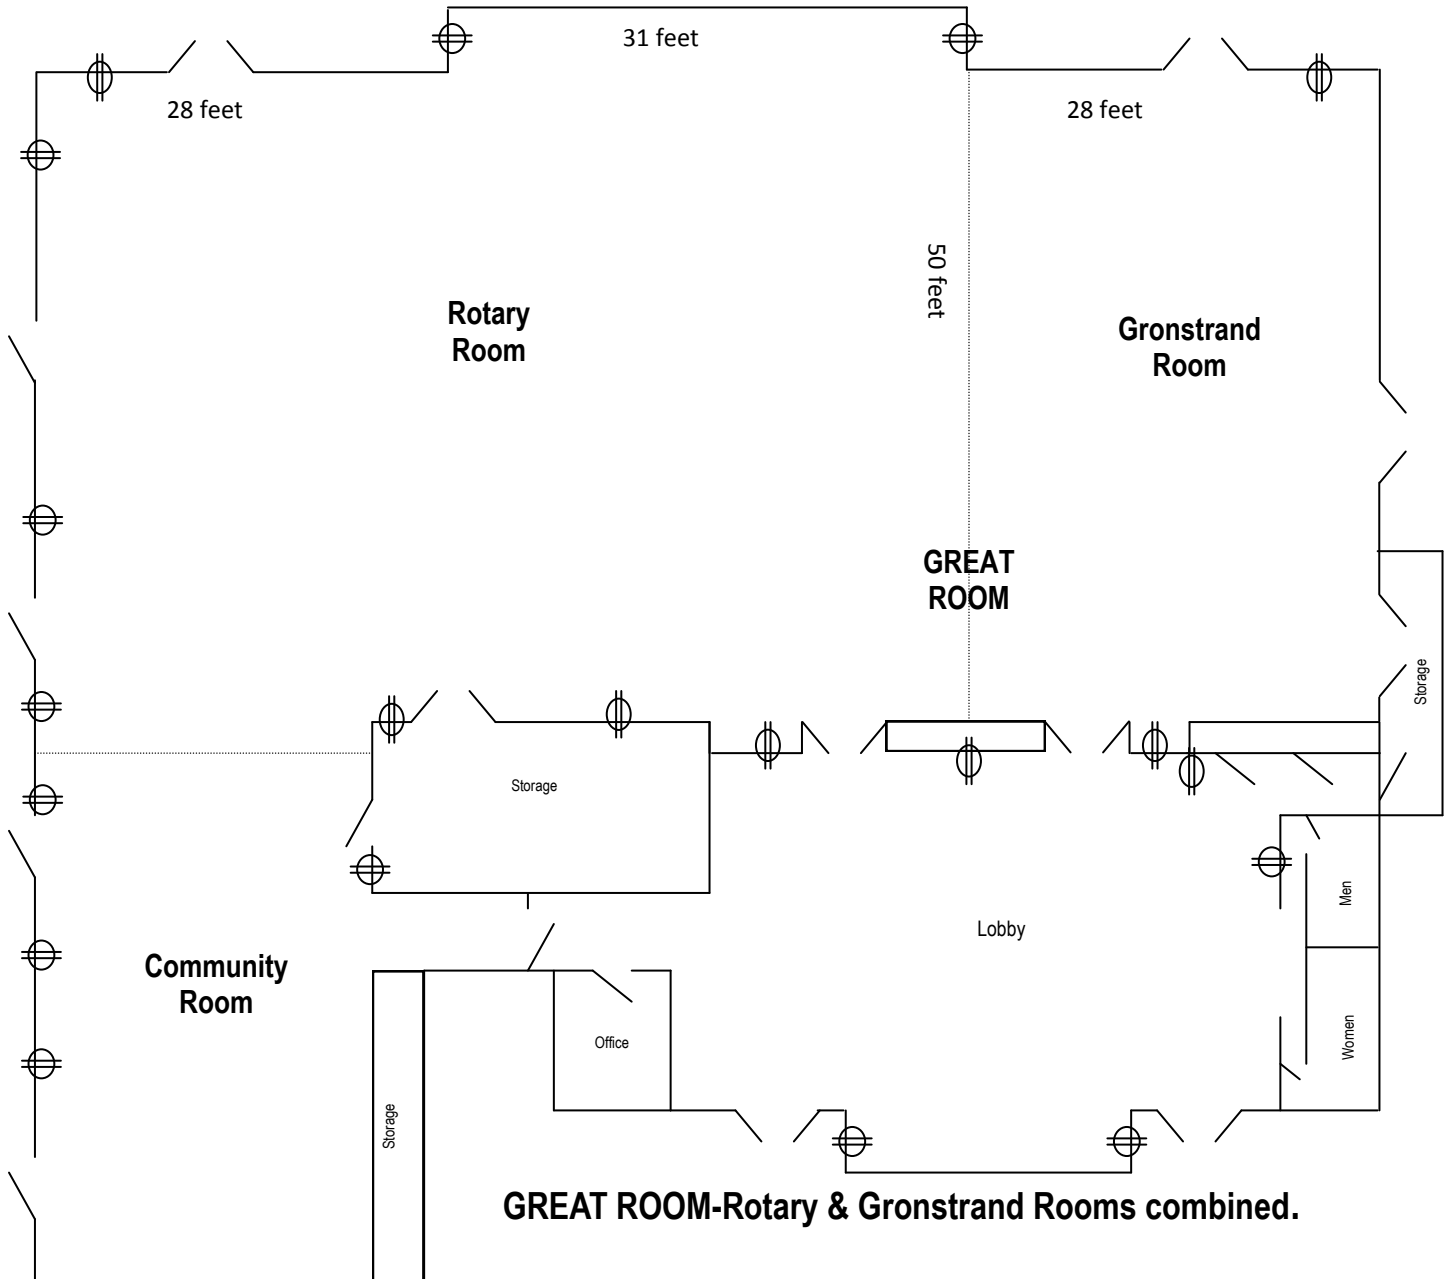 31 feet
28 feet
28 feet
50 feet
Rotary
Room
Gronstrand
Room
GREAT
ROOM
Storage
Storage
Men
Lobby
Community
Room
Office
Women
Storage
GREAT ROOM-Rotary & Gronstrand Rooms combined.